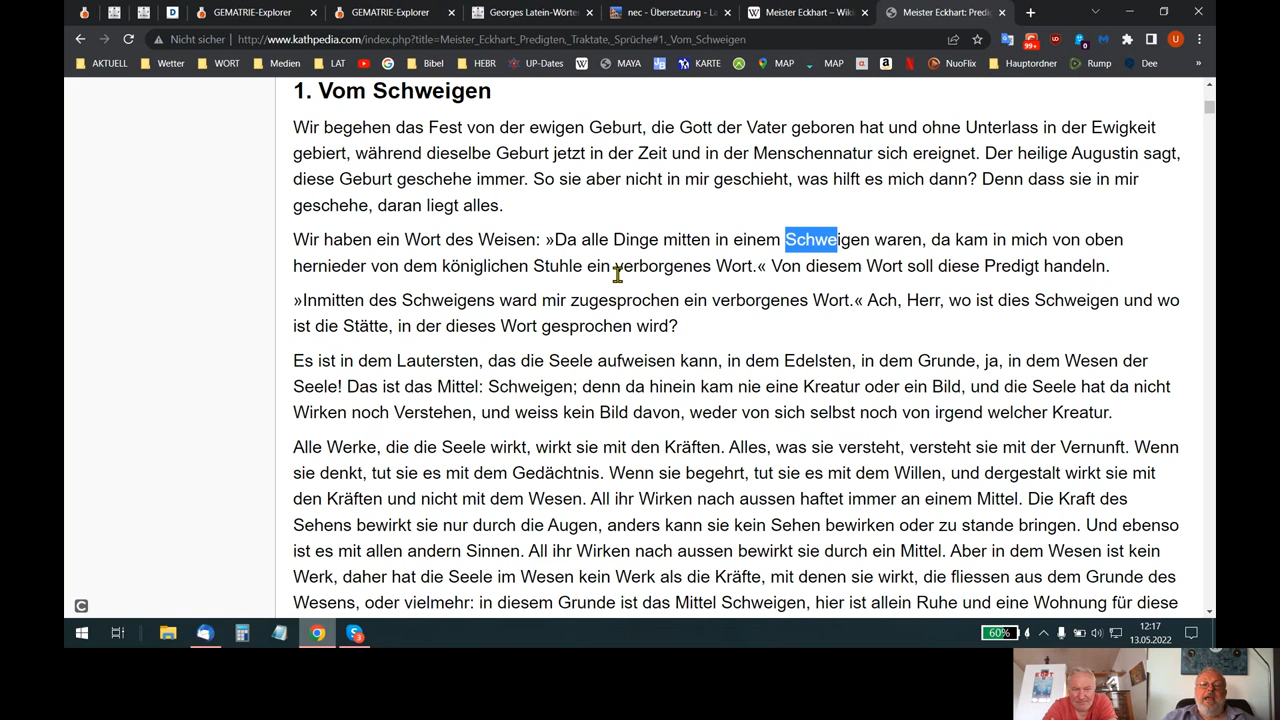 GEMATRIE-Explorer
GEMATRIE-Explorer
Georges Latein-Wört
nec - Übersetzung - La
Meister Eckhart – Wiki
Meister Eckhart: Predi
Nicht sicher | http://www.kathpedia.com/index.php?title=Meister_Eckhart:_Predigten,_Traktate,_Sprüche#1._Vom_Schweigen
99+
0
U
AKTUELL Wetter WORT Medien LAT Bibel HEBR UP-Dates MAYA KARTE MAP MAP NuoFlix Hauptordner Rump Dee »
1. Vom Schweigen
Wir begehen das Fest von der ewigen Geburt, die Gott der Vater geboren hat und ohne Unterlass in der Ewigkeit
gebiert, während dieselbe Geburt jetzt in der Zeit und in der Menschennatur sich ereignet. Der heilige Augustin sagt,
diese Geburt geschehe immer. So sie aber nicht in mir geschieht, was hilft es mich dann? Denn dass sie in mir
geschehe, daran liegt alles.
Wir haben ein Wort des Weisen: »Da alle Dinge mitten in einem Schweigen waren, da kam in mich von oben
hernieder von dem königlichen Stuhle ein verborgenes Wort.« Von diesem Wort soll diese Predigt handeln.
»Inmitten des Schweigens ward mir zugesprochen ein verborgenes Wort.« Ach, Herr, wo ist dies Schweigen und wo
ist die Stätte, in der dieses Wort gesprochen wird?
Es ist in dem Lautersten, das die Seele aufweisen kann, in dem Edelsten, in dem Grunde, ja, in dem Wesen der
Seele! Das ist das Mittel: Schweigen; denn da hinein kam nie eine Kreatur oder ein Bild, und die Seele hat da nicht
Wirken noch Verstehen, und weiss kein Bild davon, weder von sich selbst noch von irgend welcher Kreatur.
Alle Werke, die die Seele wirkt, wirkt sie mit den Kräften. Alles, was sie versteht, versteht sie mit der Vernunft. Wenn
sie denkt, tut sie es mit dem Gedächtnis. Wenn sie begehrt, tut sie es mit dem Willen, und dergestalt wirkt sie mit
den Kräften und nicht mit dem Wesen. All ihr Wirken nach aussen haftet immer an einem Mittel. Die Kraft des
Sehens bewirkt sie nur durch die Augen, anders kann sie kein Sehen bewirken oder zu stande bringen. Und ebenso
ist es mit allen andern Sinnen. All ihr Wirken nach aussen bewirkt sie durch ein Mittel. Aber in dem Wesen ist kein
Werk, daher hat die Seele im Wesen kein Werk als die Kräfte, mit denen sie wirkt, die fliessen aus dem Grunde des
Wesens, oder vielmehr: in diesem Grunde ist das Mittel Schweigen, hier ist allein Ruhe und eine Wohnung für diese
60%
12:17
13.05.2022